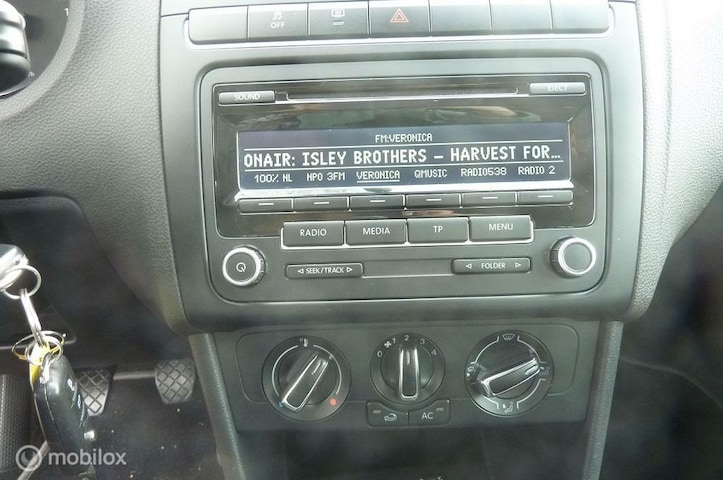 OFF
SOUND
EJECT
FM:VERONICA
ONAIR: ISLEY BROTHERS – HARVEST FOR...
100% NL NPO 3FM VERONICA QMUSIC RADIO538 RADIO 2
RADIO MEDIA TP MENU
◁ SEEK/TRACK ▷ ◁ FOLDER ▷
0 1 2 3 4
AC
mobilox